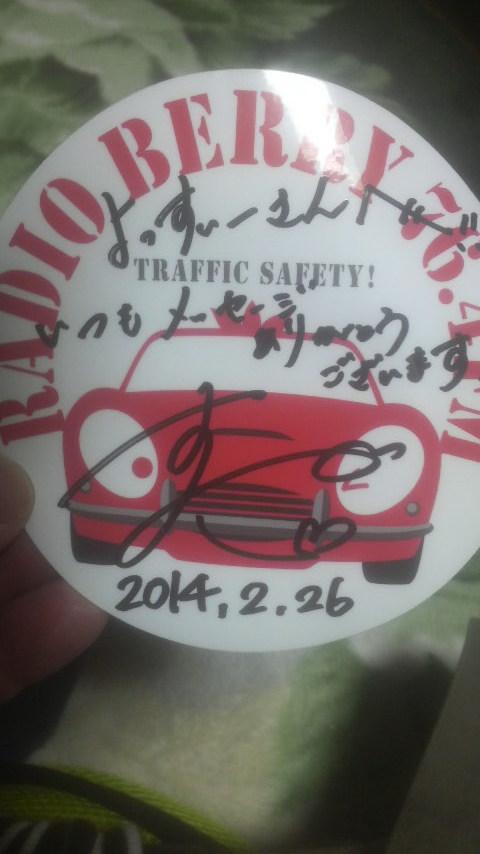 RADIO BERRY 76.4FM
よっすぃーさんへ
TRAFFIC SAFETY!
いつもメッセージ
ありがとう
ございます
2014.2.26